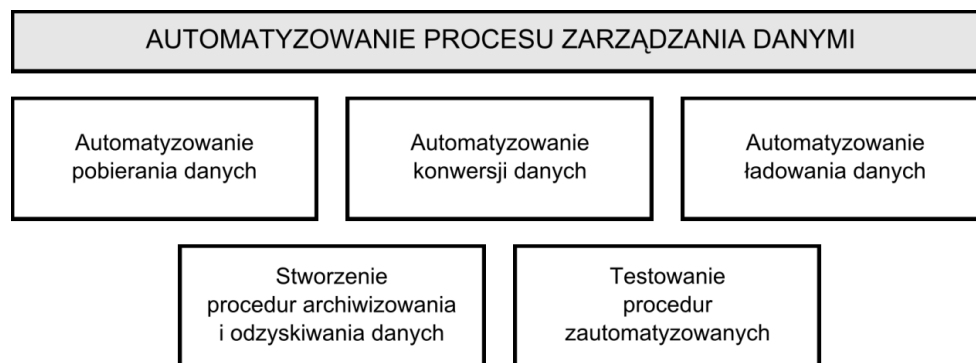 AUTOMATYZOWANIE PROCESU ZARZĄDZANIA DANYMI
Automatyzowanie
pobierania danych
Automatyzowanie
konwersji danych
Automatyzowanie
ładowania danych
Stworzenie
procedur archiwizowania
i odzyskiwania danych
Testowanie
procedur
zautomatyzowanych